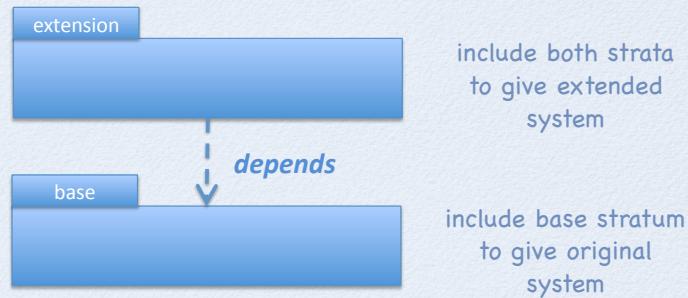 extension
include both strata
to give extended
system
depends
base
include base stratum
to give original
system